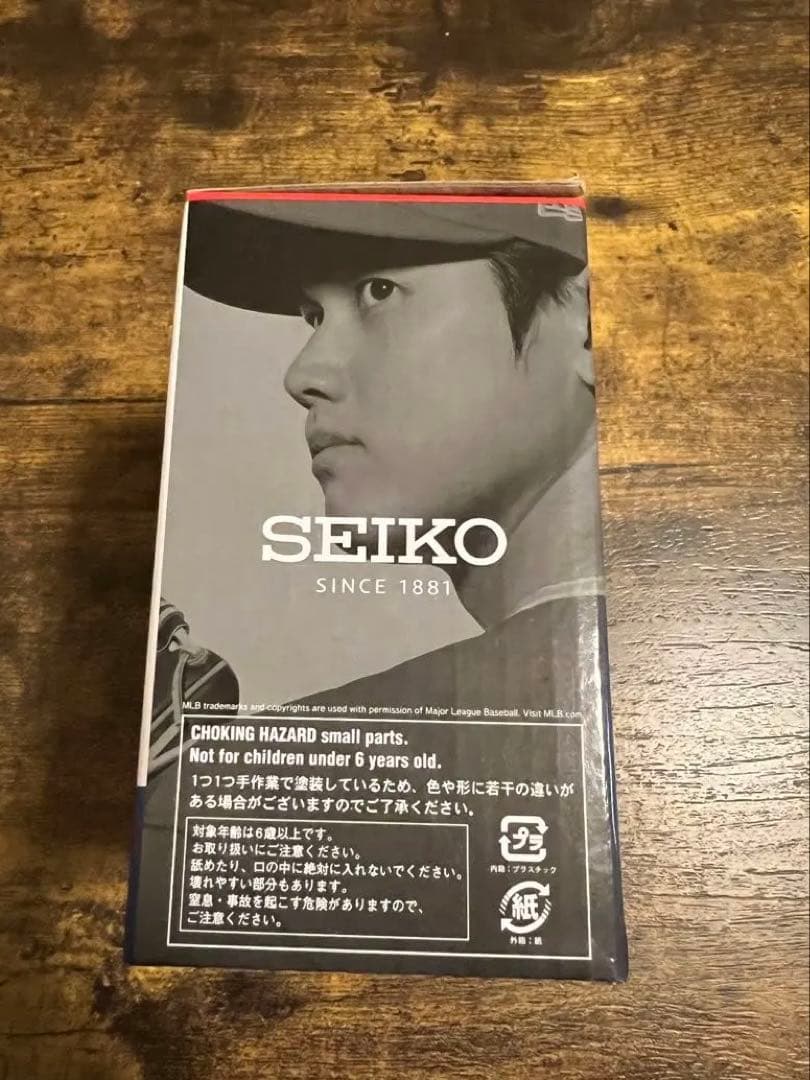 SEIKO
SINCE 1881
MLB trademarks and copyrights are used with permission of Major League Baseball. Visit MLB.com
CHOKING HAZARD small parts.
Not for children under 6 years old.
1つ1つ手作業で塗装しているため、色や形に若干の違いが
ある場合がございますのでご了承ください。
対象年齢は6歳以上です。
お取り扱いにご注意ください。
舐めたり、口の中に絶対に入れないでください。
壊れやすい部分もあります。
窒息・事故を起こす危険がありますので、
ご注意ください。
プラ
内箱：プラスチック
紙
外箱：紙